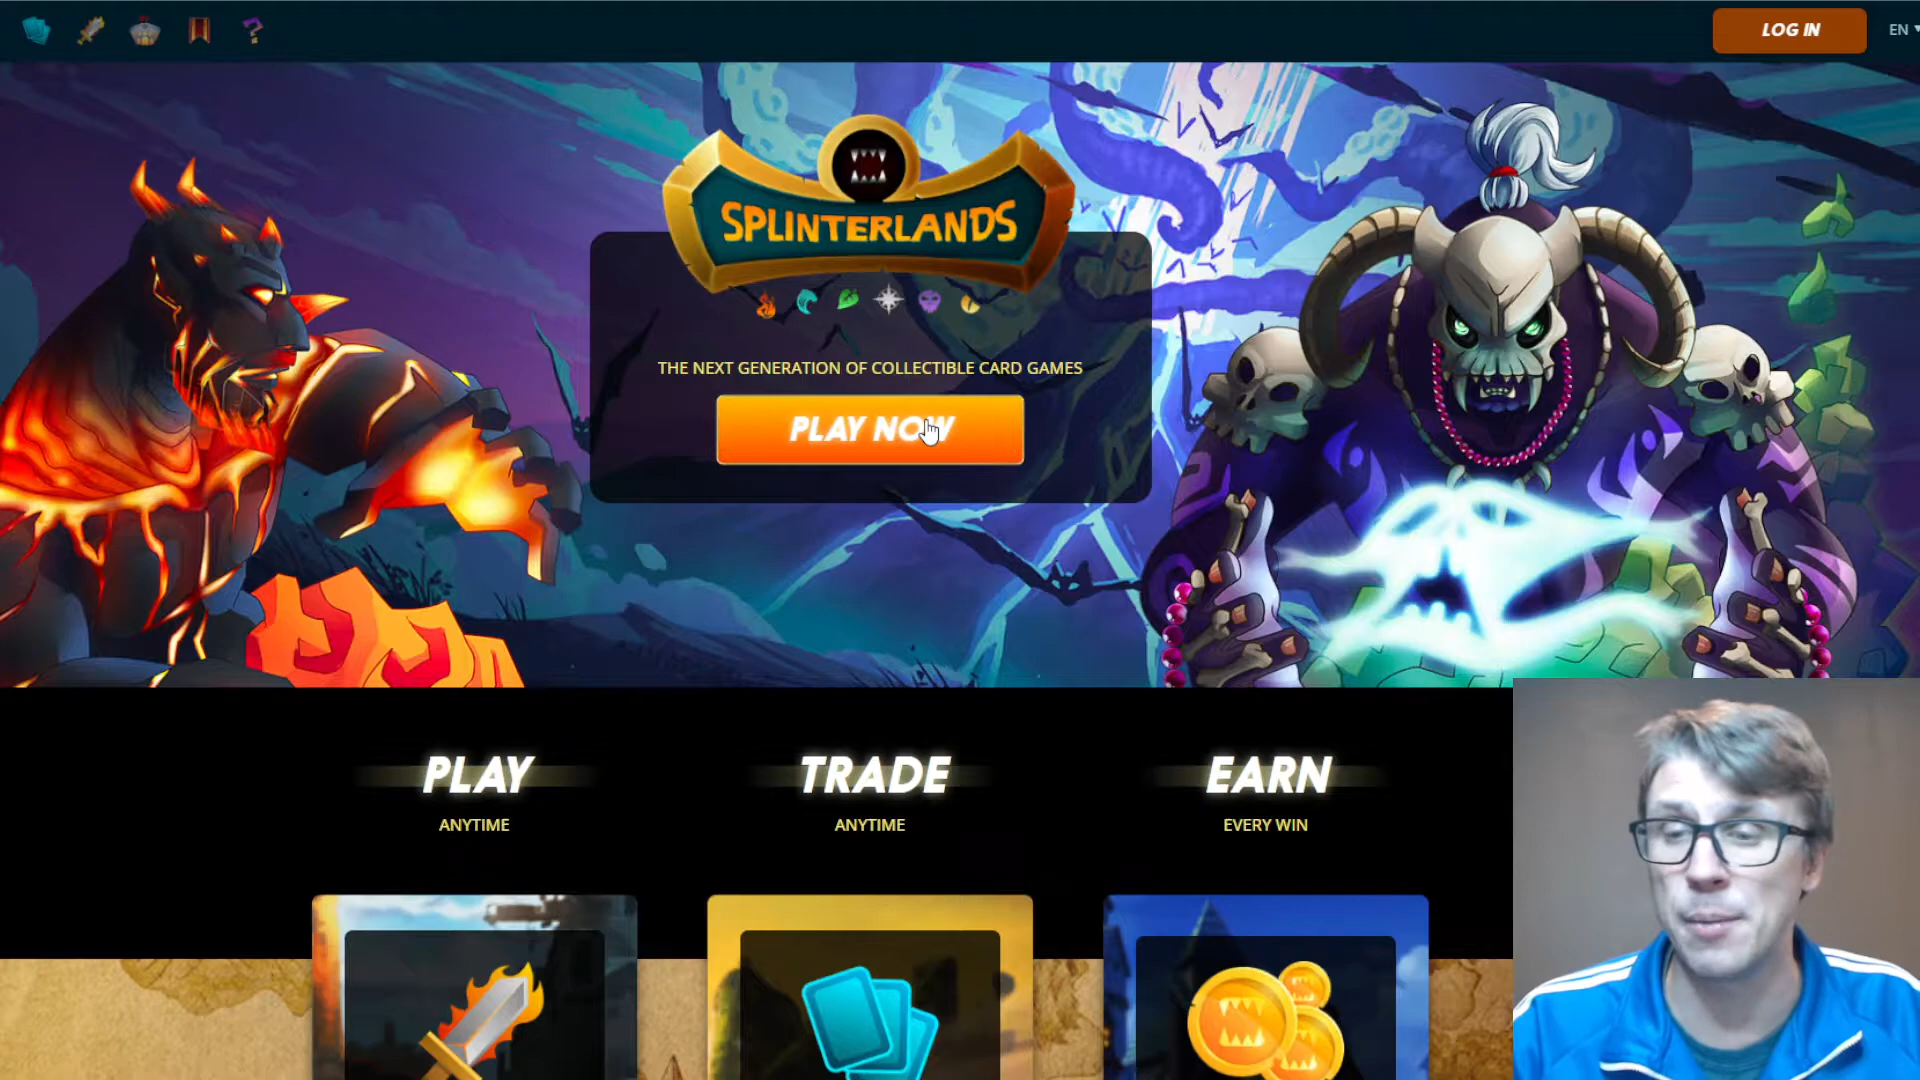 LOG IN
EN
SPLINTERLANDS
THE NEXT GENERATION OF COLLECTIBLE CARD GAMES
PLAY NOW
PLAY
ANYTIME
TRADE
ANYTIME
EARN
EVERY WIN